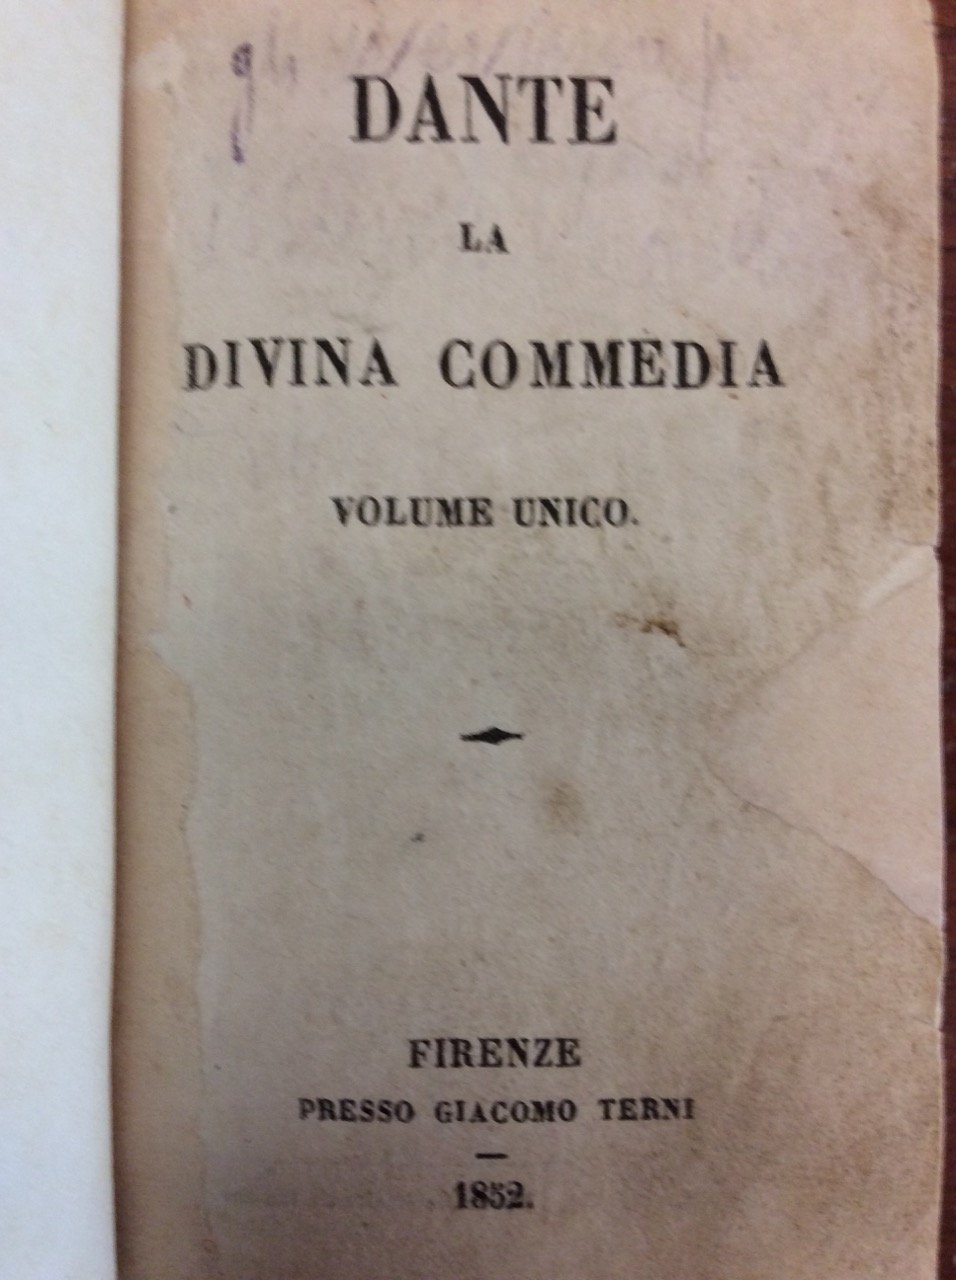 DANTE
LA
DIVINA COMMEDIA
VOLUME UNICO.
FIRENZE
PRESSO GIACOMO TERNI
1852.